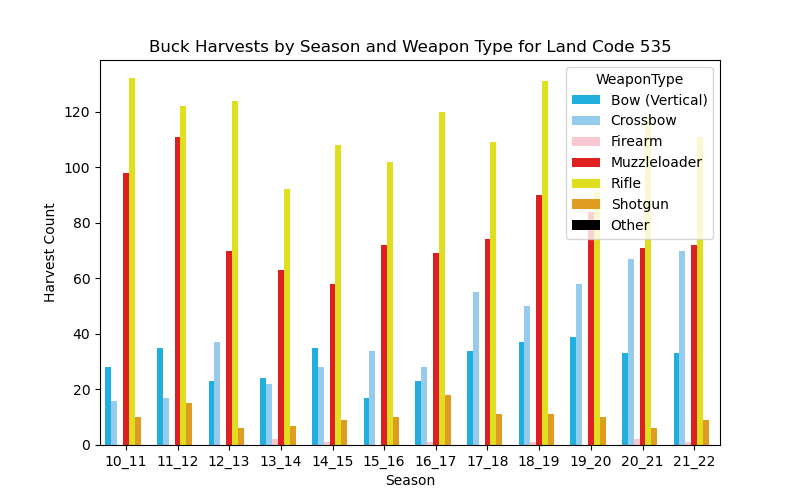 Buck Harvests by Season and Weapon Type for Land Code 535
WeaponType
Bow (Vertical)
Crossbow
Firearm
Muzzleloader
Rifle
Shotgun
Other
120
100
80
60
40
20
0
Harvest Count
10_11 11_12 12_13 13_14 14_15 15_16 16_17 17_18 18_19 19_20 20_21 21_22
Season